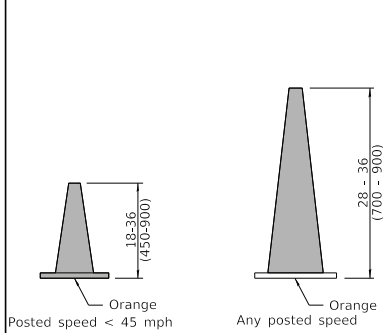 18-36
(450-900)
Orange
Posted speed < 45 mph
28 - 36
(700 - 900)
Orange
Any posted speed